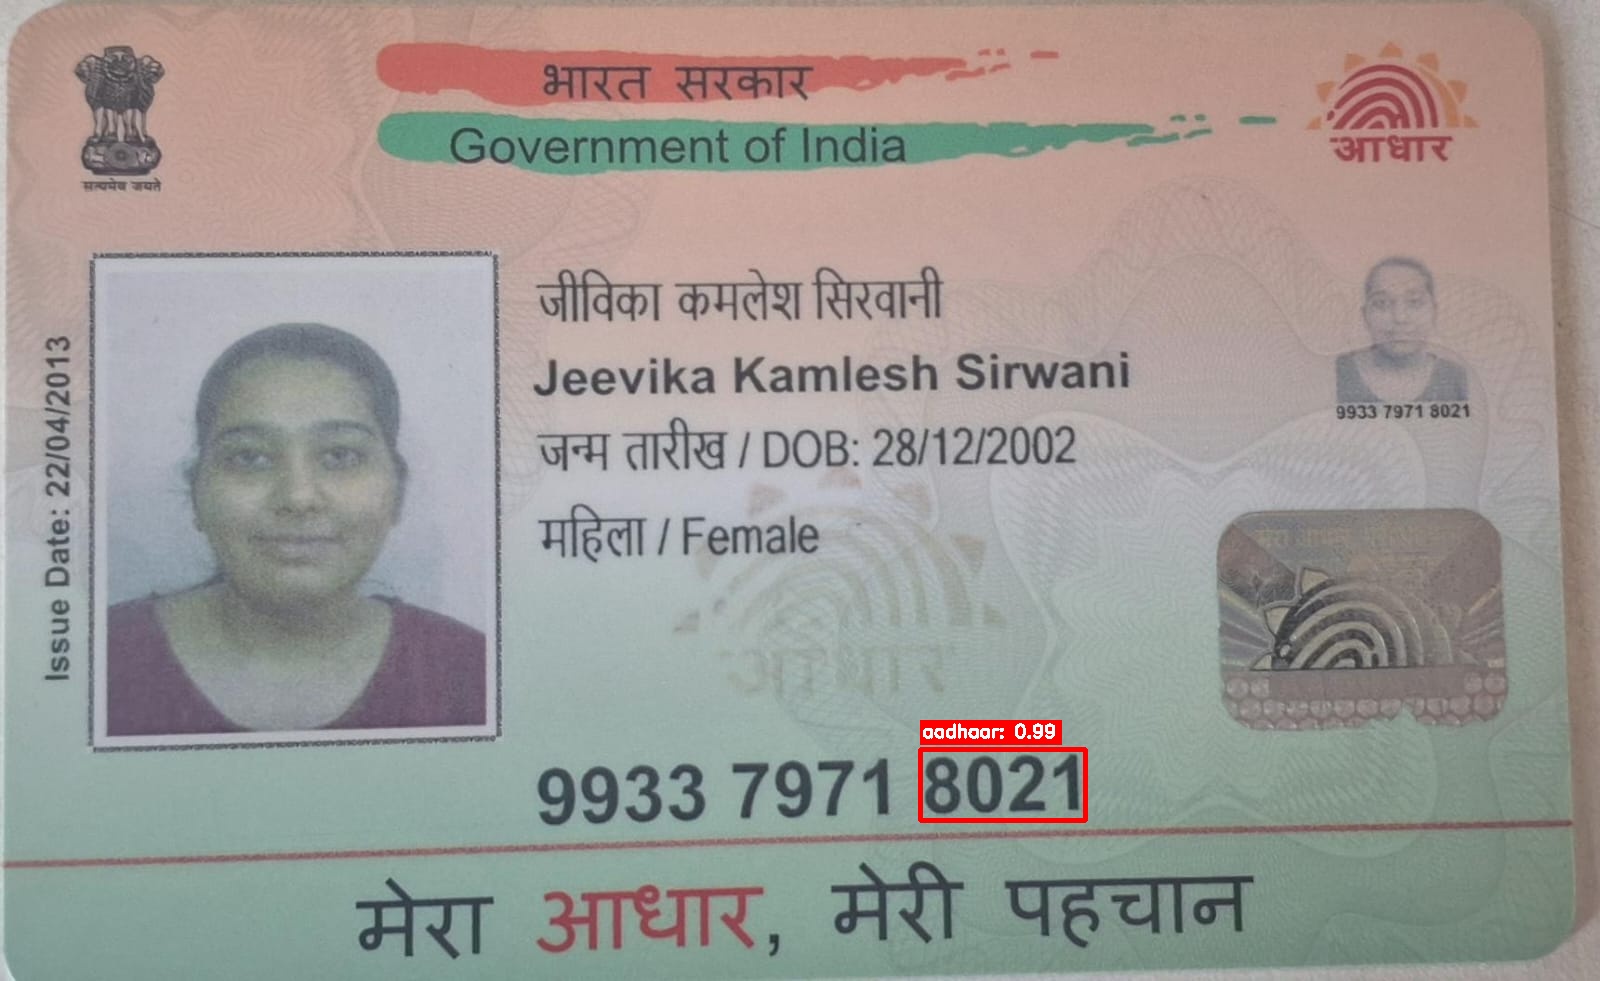 भारत सरकार
Government of India
सत्यमेव जयते
आधार
जीविका कमलेश सिरवानी
Jeevika Kamlesh Sirwani
जन्म तारीख / DOB: 28/12/2002
महिला / Female
Issue Date: 22/04/2013
9933 7971 8021
आधार
aadhaar: 0.99
9933 7971 8021
मेरा आधार, मेरी पहचान